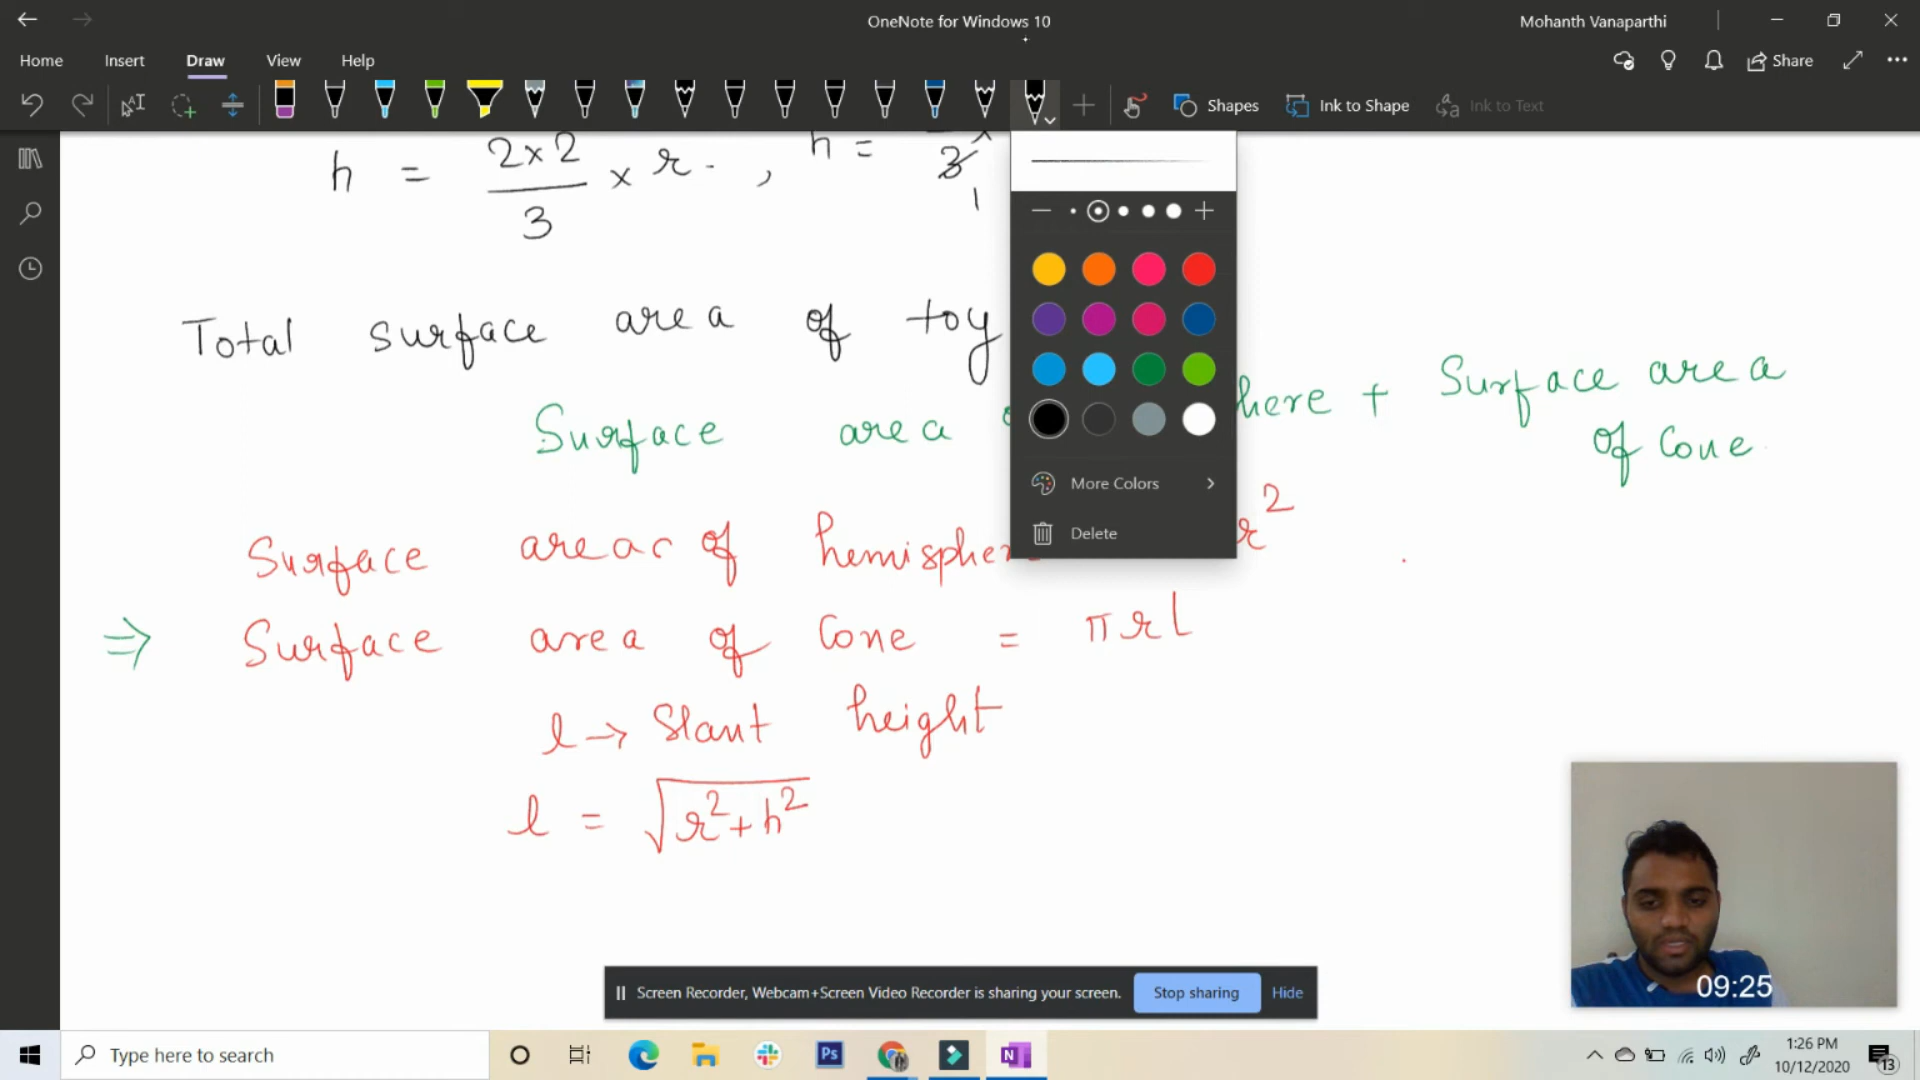 OneNote for Windows 10
Mohanth Vanaparthi
Home Insert Draw View Help
Share
Shapes Ink to Shape Ink to Text
h = 2×2/3 × r. , h =
3
1
Total surface area of toy
Surface area here + Surface area
of Cone
More Colors
Delete
Surface area of hemisphere r²
⇒ Surface area of Cone = πrl
l → Slant height
l = √r²+h²
09:25
Screen Recorder, Webcam+Screen Video Recorder is sharing your screen. Stop sharing Hide
Type here to search
Ps
N
1:26 PM
10/12/2020
13